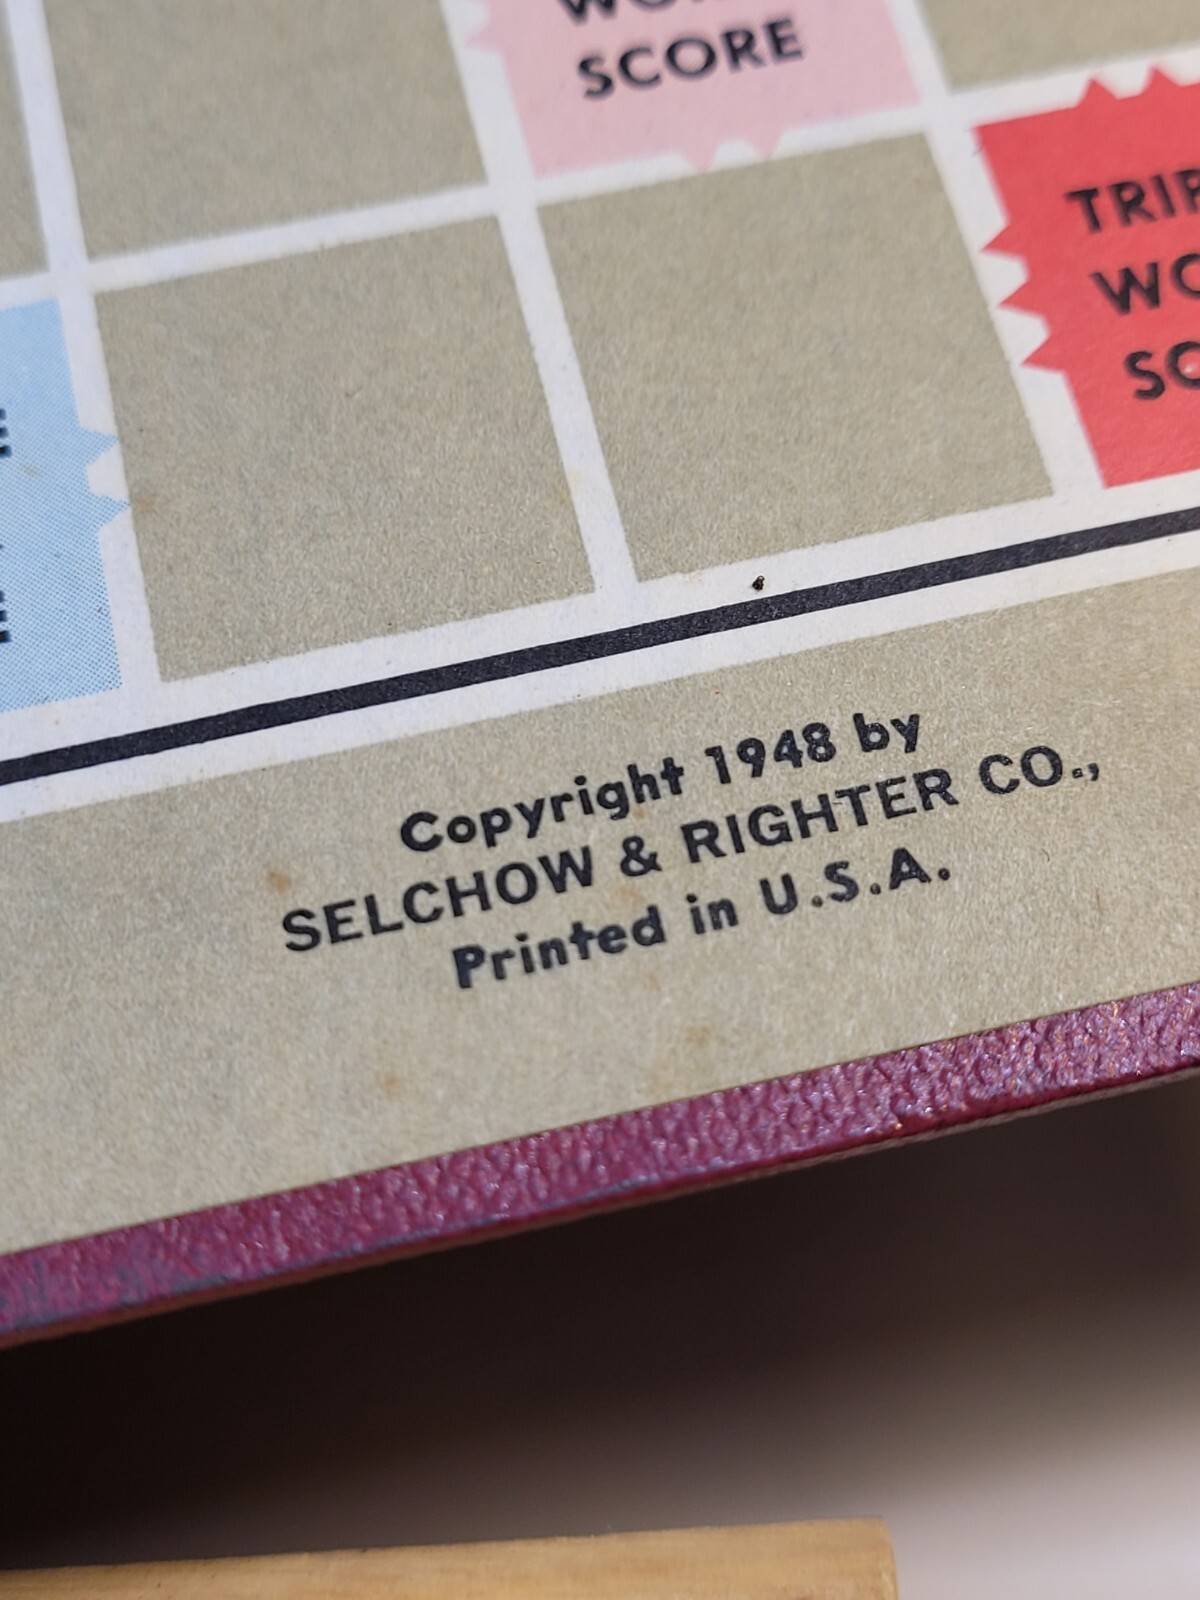 SCORE
Copyright 1948 by
SELCHOW & RIGHTER CO.,
Printed in U.S.A.